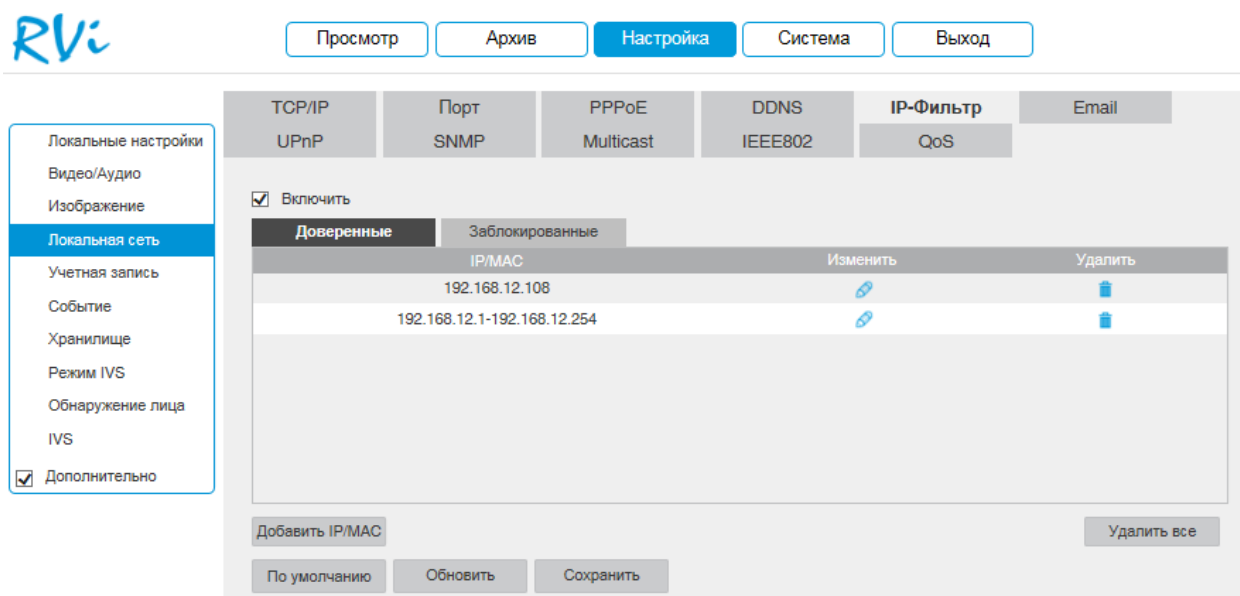 RVi
Просмотр Архив Настройка Система Выход
TCP/IP Порт PPPoE DDNS IP-Фильтр Email
UPnP SNMP Multicast IEEE802 QoS
Локальные настройки
Видео/Аудио
Изображение
Локальная сеть
Учетная запись
Событие
Хранилище
Режим IVS
Обнаружение лица
IVS
Дополнительно
Включить
Доверенные Заблокированные
IP/MAC Изменить Удалить
192.168.12.108
192.168.12.1-192.168.12.254
Добавить IP/MAC Удалить все
По умолчанию Обновить Сохранить